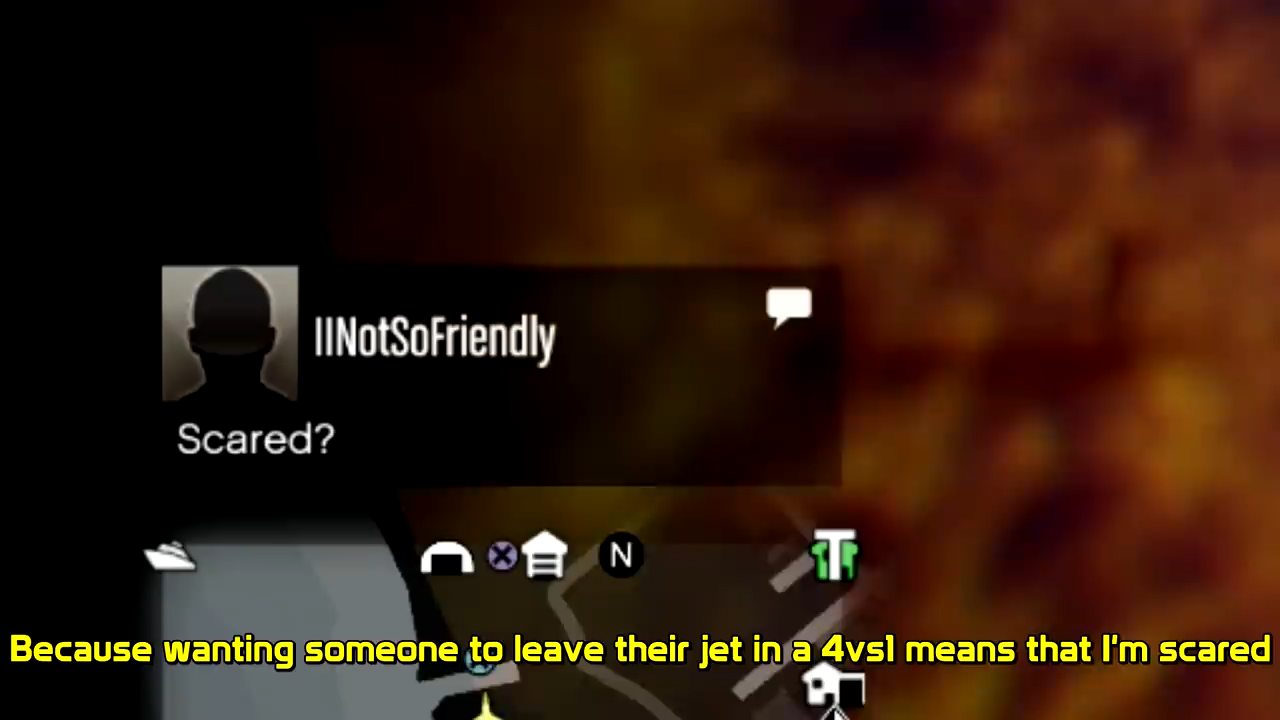 IINotSoFriendly
Scared?
N
Because wanting someone to leave their jet in a 4vs1 means that I'm scared